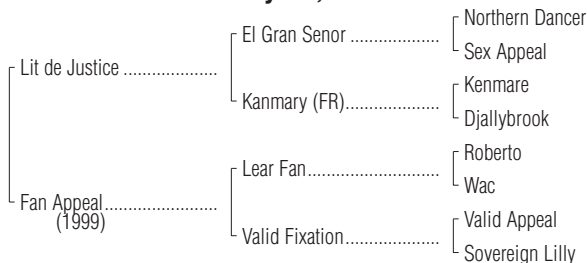 Northern Dancer
El Gran Senor
Sex Appeal
Lit de Justice
Kenmare
Kanmary (FR)
Djallybrook
Roberto
Lear Fan
Wac
Fan Appeal
(1999)
Valid Appeal
Valid Fixation
Sovereign Lilly